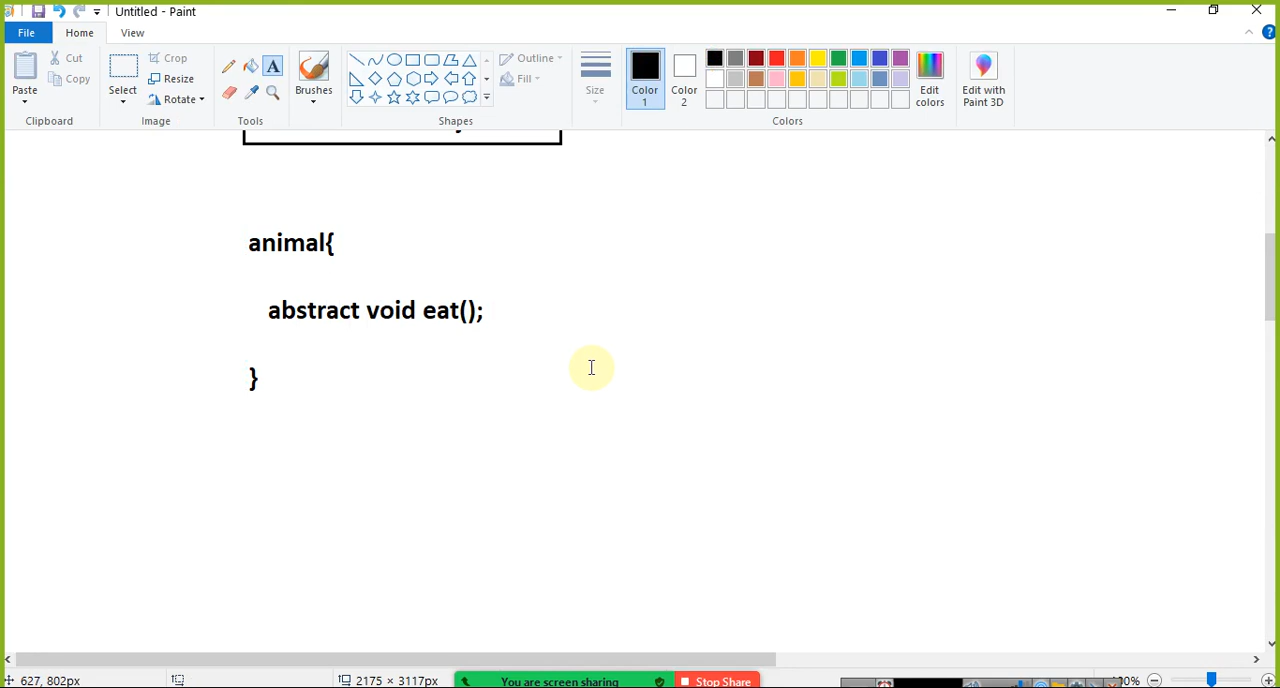 Untitled - Paint
File
Home
View
Paste
Cut
Copy
Clipboard
Select
Crop
Resize
Rotate
Image
A
Tools
Brushes
Outline
Fill
Shapes
Size
Color 1
Color 2
Edit colors
Edit with Paint 3D
Colors
animal{
abstract void eat();
}
627, 802px
2175 × 3117px
You are screen sharing
Stop Share